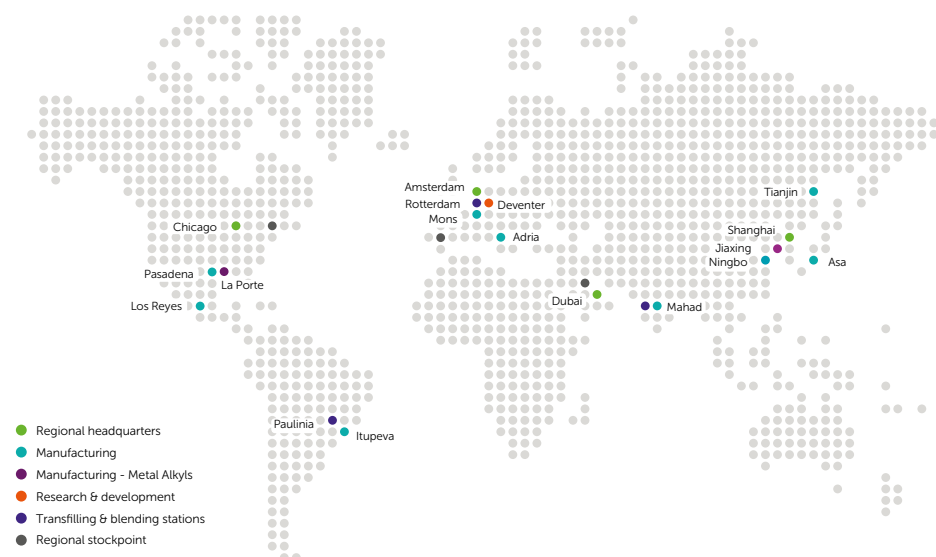 Amsterdam
Rotterdam
Deventer
Mons
Tianjin
Chicago
Adria
Shanghai
Jiaxing
Ningbo
Asa
Pasadena
La Porte
Los Reyes
Dubai
Mahad
Paulinia
Itupeva
Regional headquarters
Manufacturing
Manufacturing - Metal Alkyls
Research & development
Transfilling & blending stations
Regional stockpoint